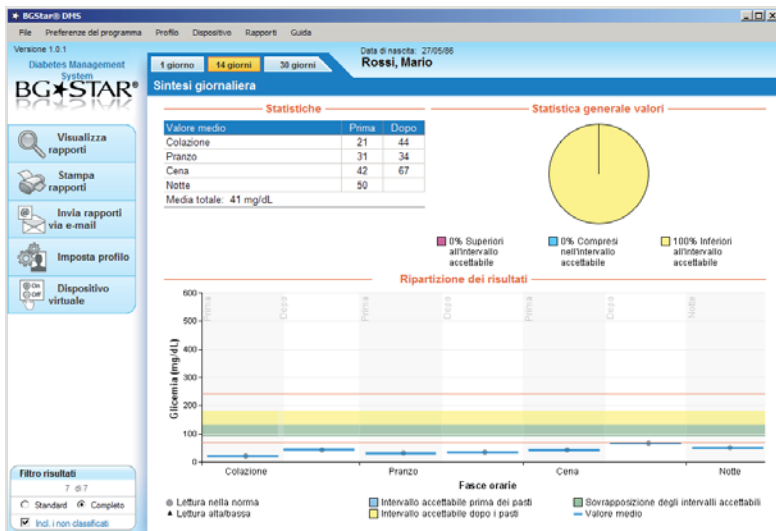 BGStar® DMS
File Preferenze del programma Profilo Dispositivo Rapporti Guida
Versione 1.0.1
Diabetes Management
System
BG★STAR®
1 giorno 14 giorni 30 giorni
Data di nascita: 27/05/86
Rossi, Mario
Sintesi giornaliera
Visualizza
rapporti
Stampa
rapporti
Invia rapporti
via e-mail
Imposta profilo
On
Off
Dispositivo
virtuale
Filtro risultati
7 di 7
Standard Completo
Incl. i non classificati
Statistiche
Valore medio Prima Dopo
Colazione 21 44
Pranzo 31 34
Cena 42 67
Notte 50
Media totale: 41 mg/dL
Statistica generale valori
0% Superiori
all'intervallo
accettabile
0% Compresi
nell'intervallo
accettabile
100% Inferiori
all'intervallo
accettabile
Ripartizione dei risultati
Glicemia (mg/dL)
600
500
400
300
200
100
0
Prima Dopo Prima Dopo Prima Dopo Notte
Colazione Pranzo Cena Notte
Fasce orarie
Lettura nella norma
Lettura alta/bassa
Intervallo accettabile prima dei pasti
Intervallo accettabile dopo i pasti
Sovrapposizione degli intervalli accettabili
Valore medio